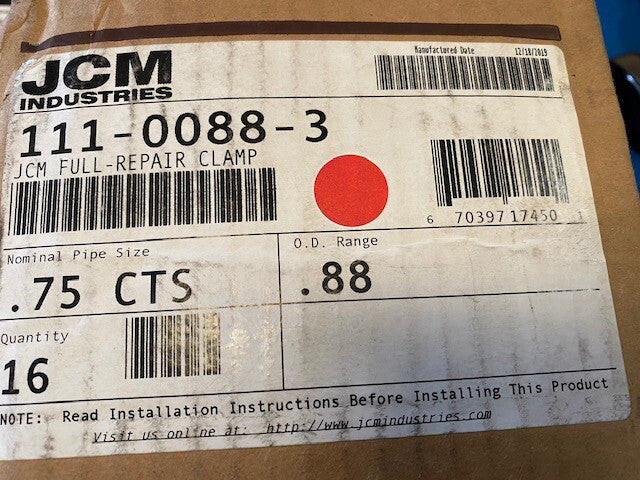 Manufactured Date 12/18/2019
JCM
INDUSTRIES
111-0088-3
JCM FULL-REPAIR CLAMP
6 70397 17450 1
Nominal Pipe Size
.75 CTS
O.D. Range
.88
Quantity
16
NOTE: Read Installation Instructions Before Installing This Product
Visit us online at: http://www.jcmindustries.com